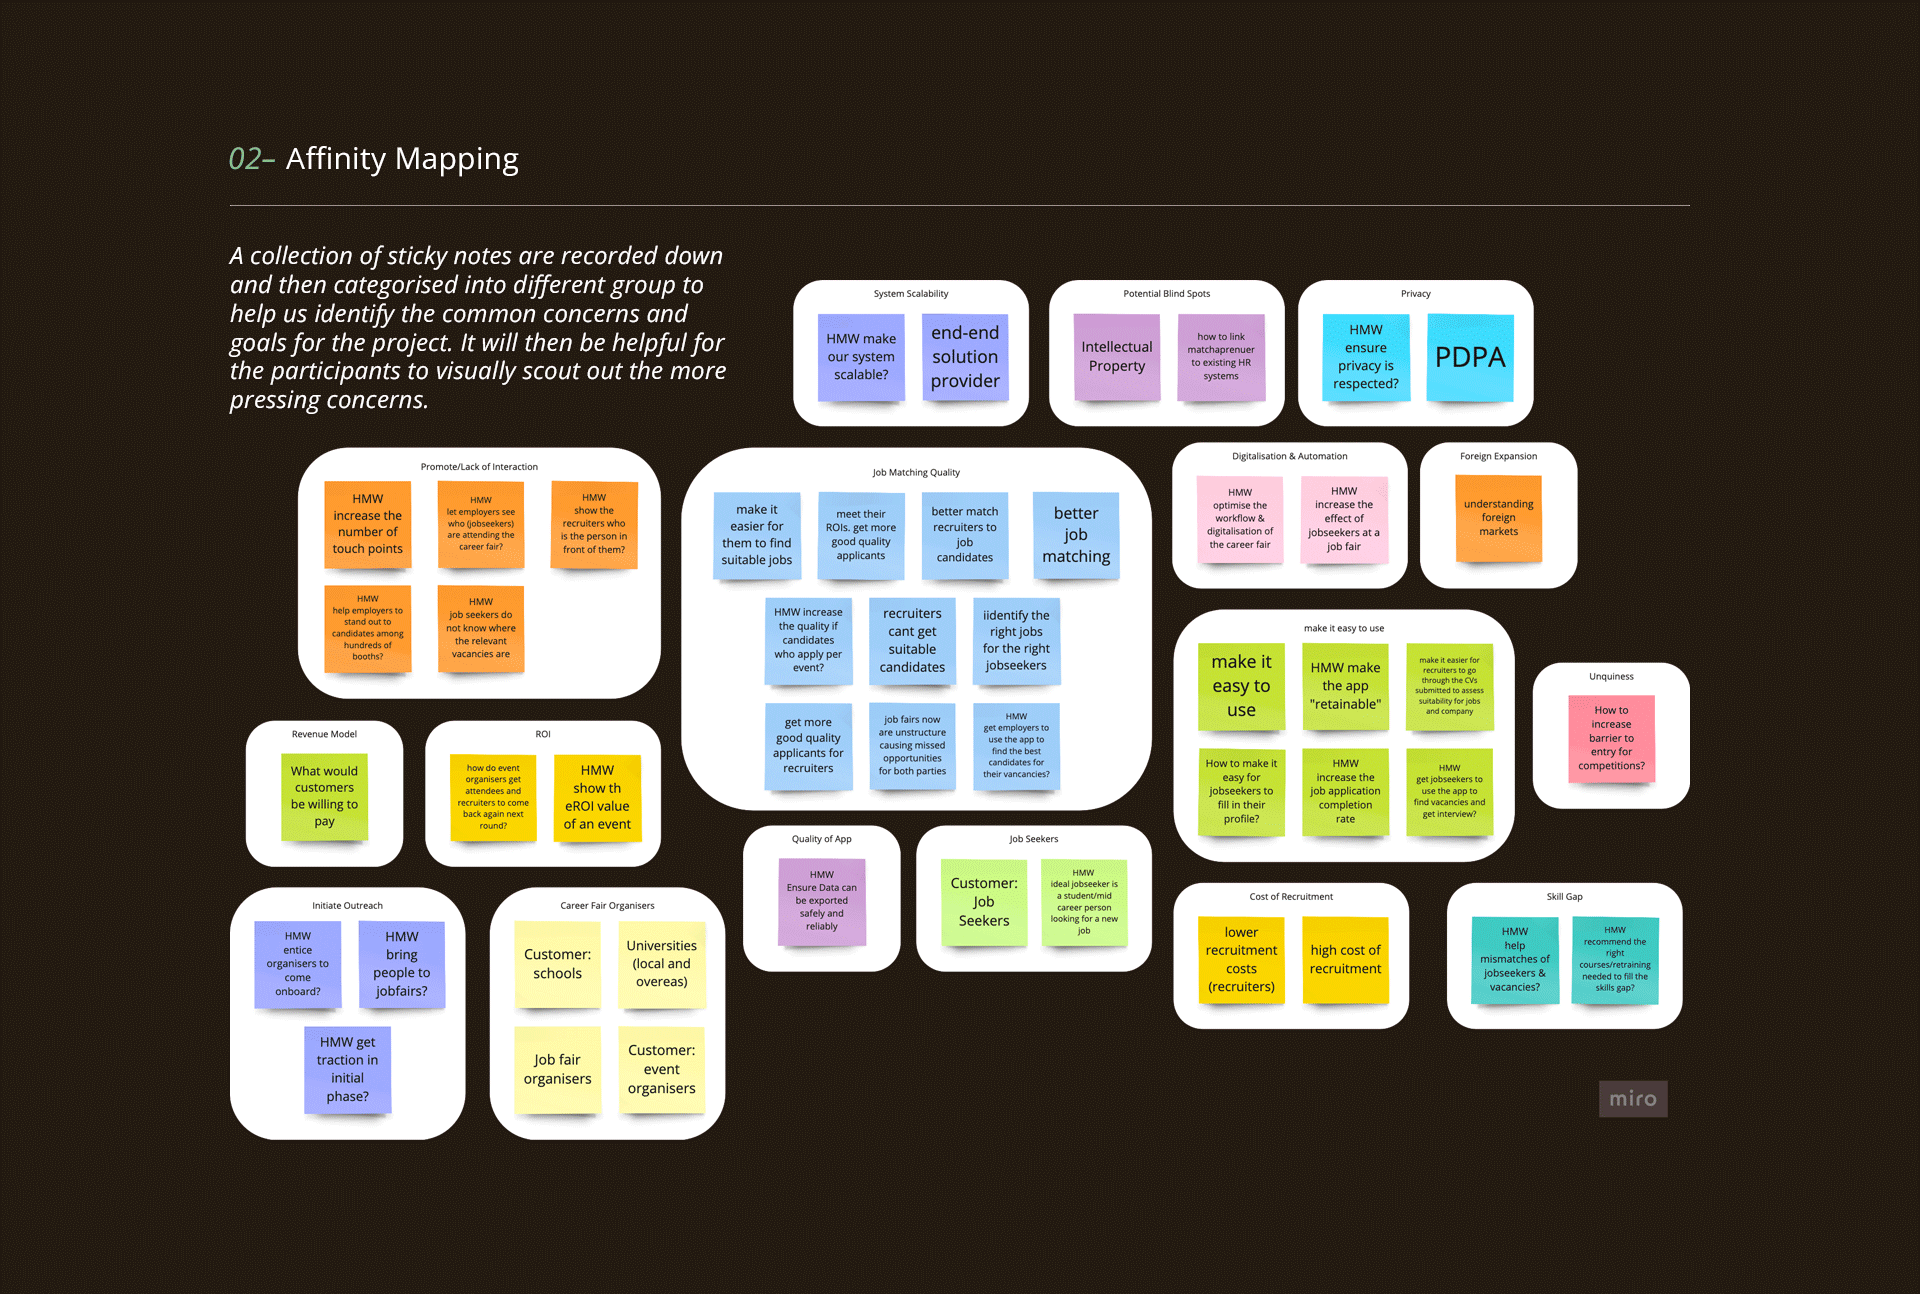 02– Affinity Mapping
A collection of sticky notes are recorded down
and then categorised into different group to
help us identify the common concerns and
goals for the project. It will then be helpful for
the participants to visually scout out the more
pressing concerns.
System Scalability
HMW make
our system
scalable?
end-end
solution
provider
Potential Blind Spots
Intellectual
Property
how to link
matchaprenuer
to existing HR
systems
Privacy
HMW
ensure
privacy is
respected?
PDPA
Promote/Lack of Interaction
HMW
increase the
number of
touch points
HMW
let employers see
who (jobseekers)
are attending the
career fair?
HMW
show the
recruiters who
is the person in
front of them?
HMW
help employers to
stand out to
candidates among
hundreds of
booths?
HMW
job seekers do
not know where
the relevant
vacancies are
Job Matching Quality
make it
easier for
them to find
suitable jobs
meet their
ROIs. get more
good quality
applicants
better match
recruiters to
job
candidates
better
job
matching
HMW increase
the quality if
candidates
who apply per
event?
recruiters
cant get
suitable
candidates
iidentify the
right jobs
for the right
jobseekers
get more
good quality
applicants for
recruiters
job fairs now
are unstructure
causing missed
opportunities
for both parties
HMW
get employers to
use the app to
find the best
candidates for
their vancancies?
Digitalisation & Automation
HMW
optimise the
workflow &
digitalisation of
the career fair
HMW
increase the
effect of
jobseekers at a
job fair
Foreign Expansion
understanding
foreign
markets
make it easy to use
make it
easy to
use
HMW make
the app
"retainable"
make it easier for
recruiters to go
through the CVs
submitted to assess
suitability for jobs
and company
How to make it
easy for
jobseekers to
fill in their
profile?
HMW
increase the
job application
completion
rate
HMW
get jobseekers to
use the app to
find vacancies and
get interview?
Unquiness
How to
increase
barrier to
entry for
competitions?
Revenue Model
What would
customers
be willing to
pay
ROI
how do event
organisers get
attendees and
recruiters to come
back again next
round?
HMW
show th
eROI value
of an event
Quality of App
HMW
Ensure Data can
be exported
safely and
reliably
Job Seekers
Customer:
Job
Seekers
HMW
ideal jobseeker is
a student/mid
career person
looking for a new
job
Initiate Outreach
HMW
entice
organisers to
come
onboard?
HMW
bring
people to
jobfairs?
HMW get
traction in
initial
phase?
Career Fair Organisers
Customer:
schools
Universities
(local and
overeas)
Job fair
organisers
Customer:
event
organisers
Cost of Recruitment
lower
recruitment
costs
(recruiters)
high cost of
recruitment
Skill Gap
HMW
help
mismatches of
jobseekers &
vacancies?
HMW
recommend the
right
courses/retraining
needed to fill the
skills gap?
miro